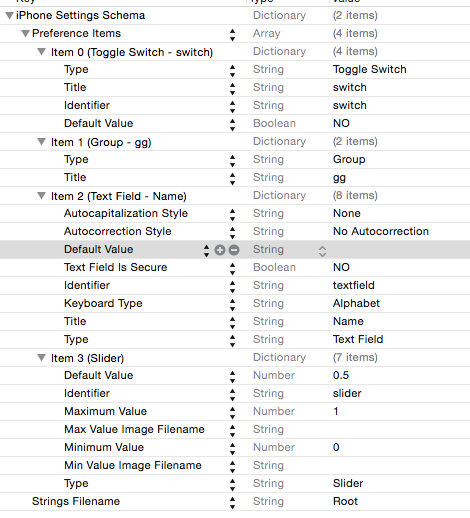 iPhone Settings Schema Dictionary (2 items)
Preference Items Array (4 items)
Item 0 (Toggle Switch - switch) Dictionary (4 items)
Type String Toggle Switch
Title String switch
Identifier String switch
Default Value Boolean NO
Item 1 (Group - gg) Dictionary (2 items)
Type String Group
Title String gg
Item 2 (Text Field - Name) Dictionary (8 items)
Autocapitalization Style String None
Autocorrection Style String No Autocorrection
Default Value String
Text Field Is Secure Boolean NO
Identifier String textfield
Keyboard Type String Alphabet
Title String Name
Type String Text Field
Item 3 (Slider) Dictionary (7 items)
Default Value Number 0.5
Identifier String slider
Maximum Value Number 1
Max Value Image Filename String
Minimum Value Number 0
Min Value Image Filename String
Type String Slider
Strings Filename String Root